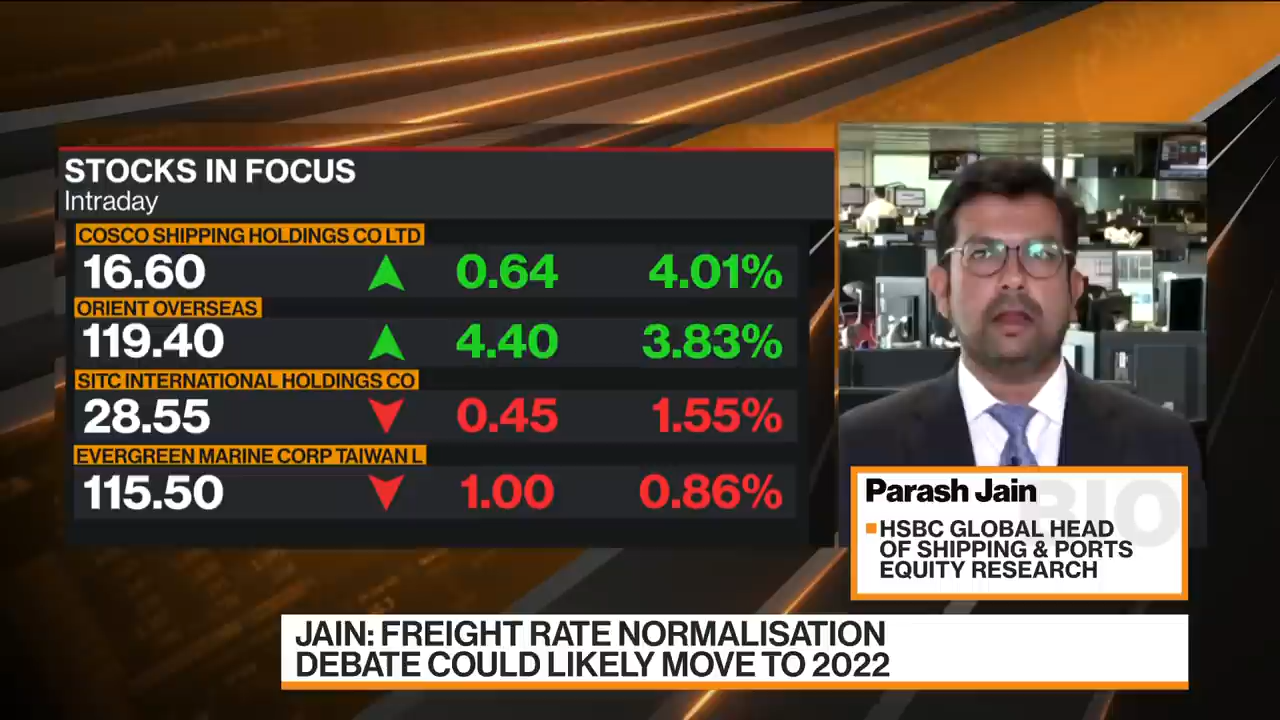 STOCKS IN FOCUS
Intraday
COSCO SHIPPING HOLDINGS CO LTD
16.60 ▲ 0.64 4.01%
ORIENT OVERSEAS
119.40 ▲ 4.40 3.83%
SITC INTERNATIONAL HOLDINGS CO
28.55 ▼ 0.45 1.55%
EVERGREEN MARINE CORP TAIWAN L
115.50 ▼ 1.00 0.86%
Parash Jain
BIO
HSBC GLOBAL HEAD
OF SHIPPING & PORTS
EQUITY RESEARCH
JAIN: FREIGHT RATE NORMALISATION
DEBATE COULD LIKELY MOVE TO 2022